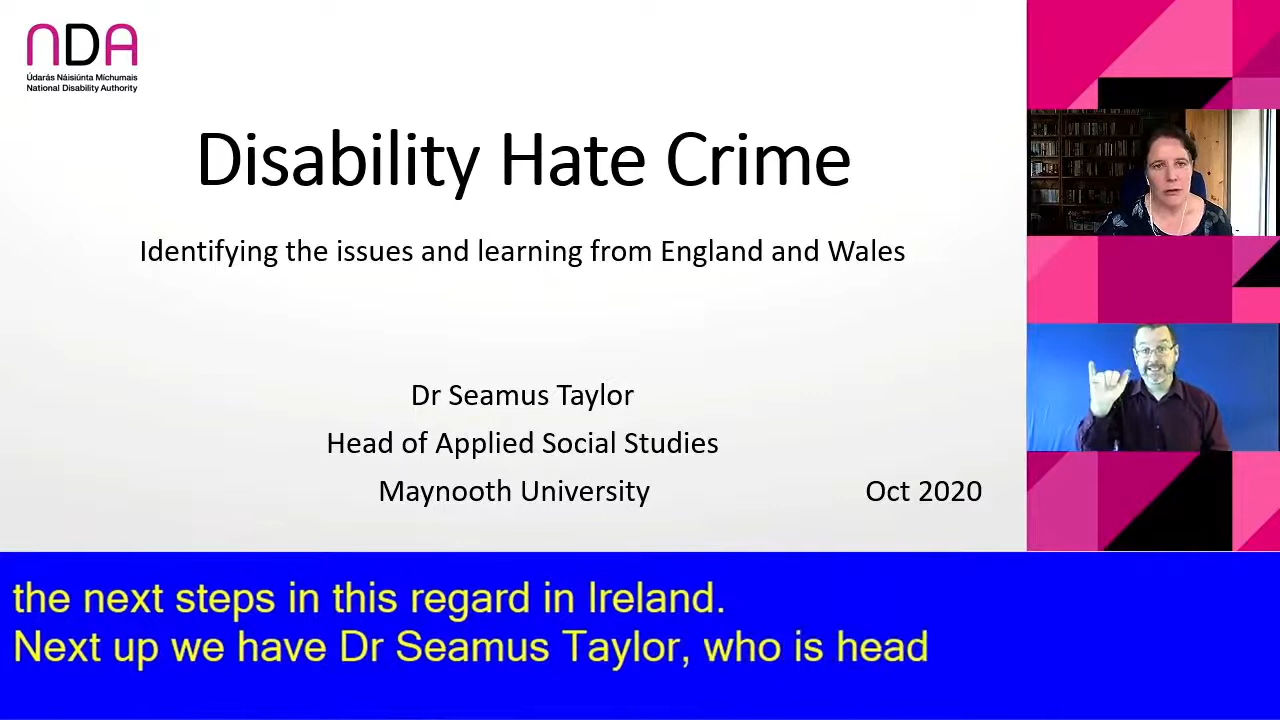 NDA
Údarás Náisiúnta Míchumais
National Disability Authority
Disability Hate Crime
Identifying the issues and learning from England and Wales
Dr Seamus Taylor
Head of Applied Social Studies
Maynooth University
Oct 2020
the next steps in this regard in Ireland.
Next up we have Dr Seamus Taylor, who is head